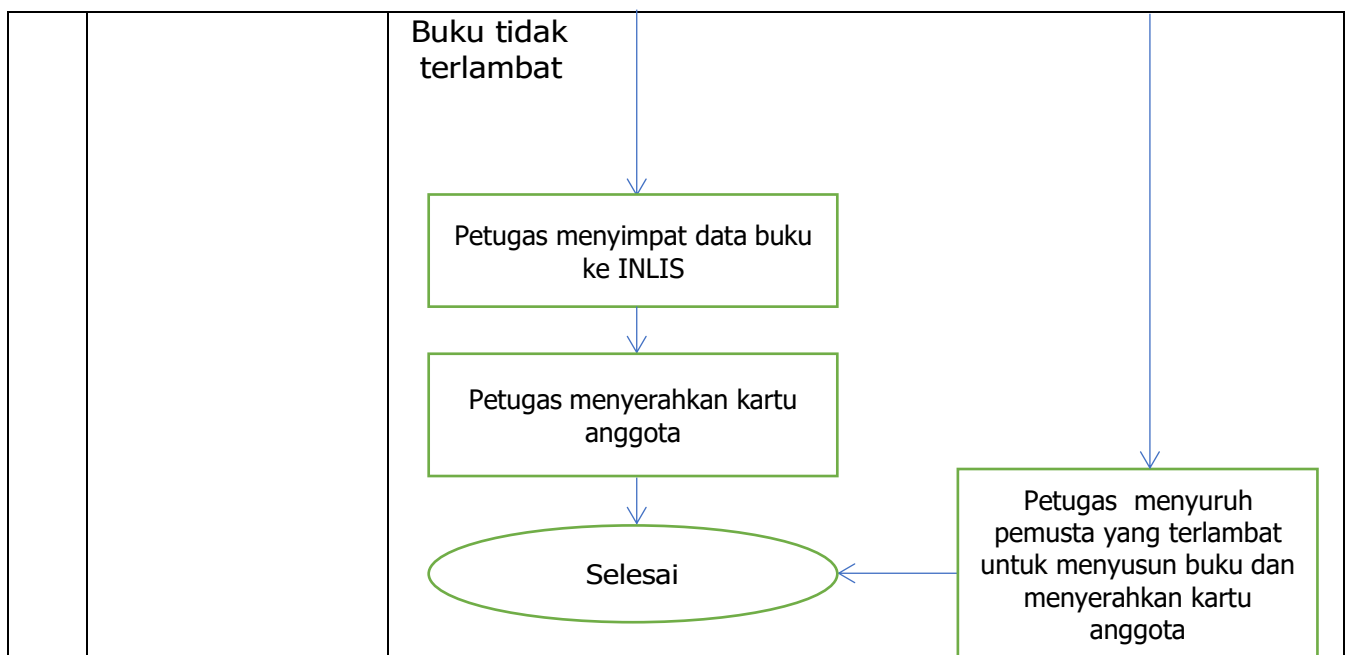 Buku tidak
terlambat
Petugas menyimpat data buku
ke INLIS
Petugas menyerahkan kartu
anggota
Selesai
Petugas menyuruh
pemusta yang terlambat
untuk menyusun buku dan
menyerahkan kartu
anggota